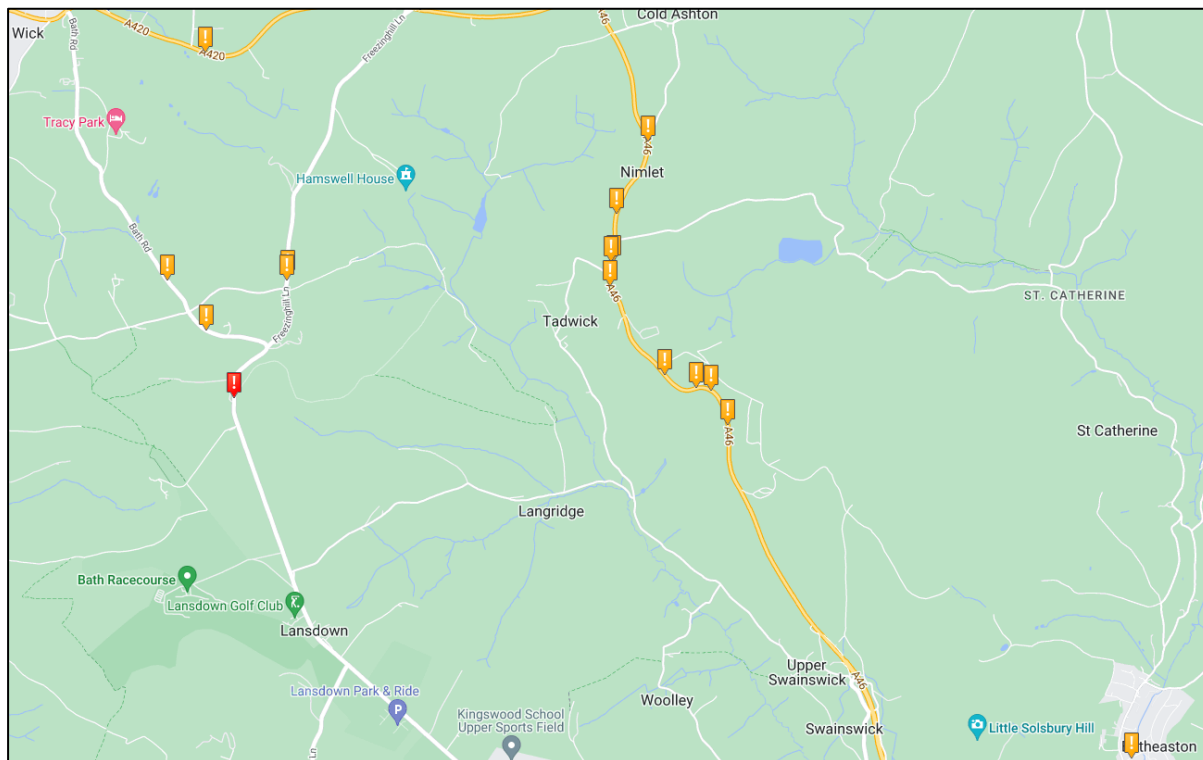 Wick
Bath Rd
A420
A420
Freezinghill Ln
A46
Cold Ashton
Tracy Park
A46
Hamswell House
Nimlet
Bath Rd
Freezinghill Ln
A46
ST. CATHERINE
Tadwick
A46
St Catherine
Langridge
Bath Racecourse
Lansdown Golf Club
Lansdown
Upper
Swainswick
A46
Lansdown Park & Ride
Woolley
Kingswood School
Upper Sports Field
Swainswick
Little Solsbury Hill